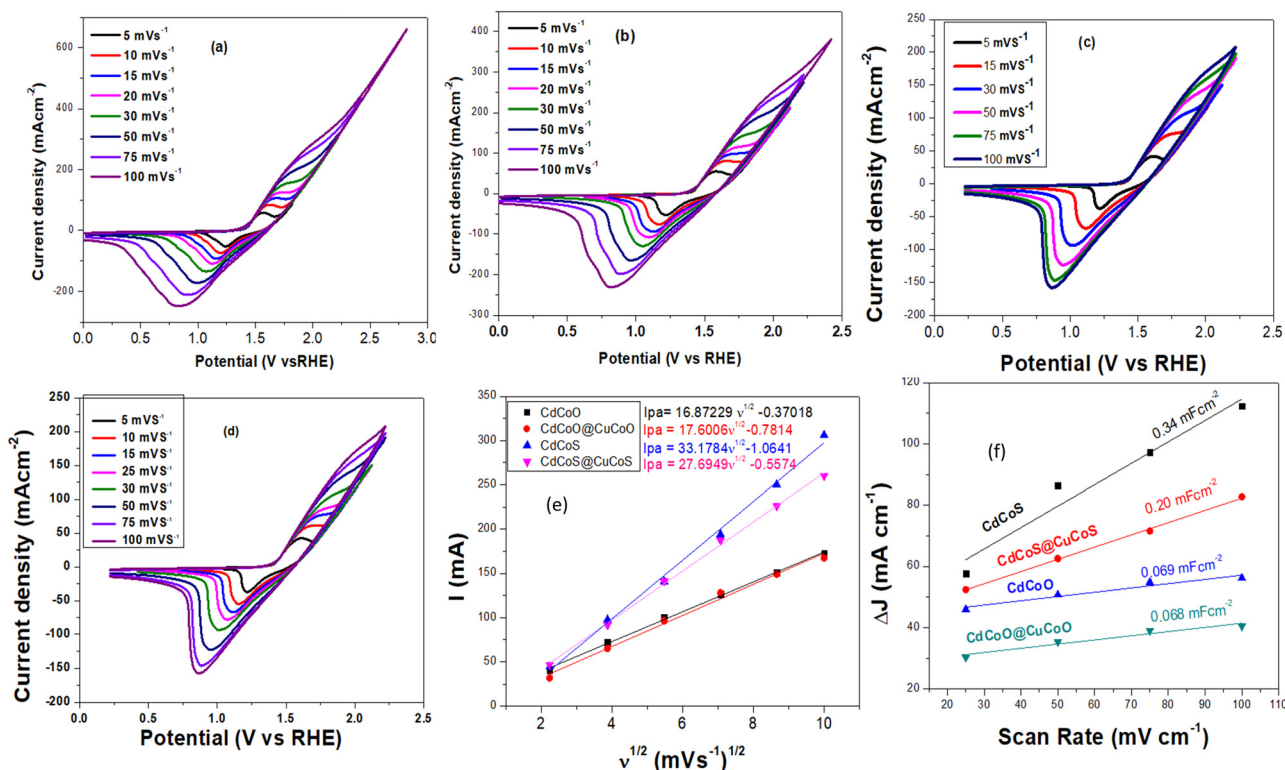 (a)
5 mVs⁻¹
10 mVs⁻¹
15 mVs⁻¹
20 mVs⁻¹
30 mVs⁻¹
50 mVs⁻¹
75 mVs⁻¹
100 mVs⁻¹
Current density (mAcm⁻²)
600
400
200
0
-200
0.0 0.5 1.0 1.5 2.0 2.5 3.0
Potential (V vsRHE)
(b)
5 mVs⁻¹
10 mVs⁻¹
15 mVs⁻¹
20 mVs⁻¹
30 mVs⁻¹
50 mVs⁻¹
75 mVs⁻¹
100 mVs⁻¹
Current density (mAcm⁻²)
400
300
200
100
0
-100
-200
-300
0.0 0.5 1.0 1.5 2.0 2.5
Potential (V vs RHE)
(c)
5 mVS⁻¹
15 mVS⁻¹
30 mVS⁻¹
50 mVS⁻¹
75 mVS⁻¹
100 mVS⁻¹
Current density (mAcm⁻²)
250
200
150
100
50
0
-50
-100
-150
-200
0.0 0.5 1.0 1.5 2.0 2.5
Potential (V vs RHE)
(d)
5 mVS⁻¹
10 mVS⁻¹
15 mVS⁻¹
25 mVS⁻¹
30 mVS⁻¹
50 mVS⁻¹
75 mVS⁻¹
100 mVS⁻¹
Current density (mAcm⁻²)
250
200
150
100
50
0
-50
-100
-150
-200
0.0 0.5 1.0 1.5 2.0 2.5
Potential (V vs RHE)
CdCoO Ipa= 16.87229 ν¹/² -0.37018
CdCoO@CuCoO Ipa = 17.6006ν¹/² -0.7814
CdCoS Ipa = 33.1784ν¹/² -1.0641
CdCoS@CuCoS Ipa = 27.6949ν¹/² -0.5574
(e)
I (mA)
350
300
250
200
150
100
50
0
2 4 6 8 10
ν¹/² (mVs⁻¹)¹/²
(f)
0.34 mFcm⁻²
CdCoS
0.20 mFcm⁻²
CdCoS@CuCoS
0.069 mFcm⁻²
CdCoO
0.068 mFcm⁻²
CdCoO@CuCoO
ΔJ (mA cm⁻¹)
120
100
80
60
40
20
20 30 40 50 60 70 80 90 100 110
Scan Rate (mV cm⁻¹)